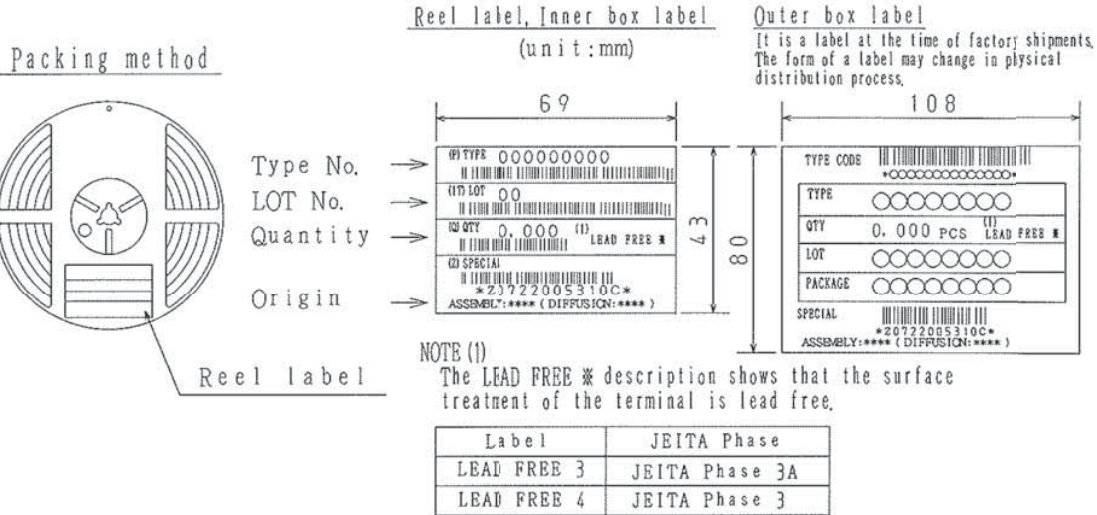 Packing method
Reel label, Inner box label
(unit:mm)
Outer box label
It is a label at the time of factory shipments.
The form of a label may change in plysical
distribution process.
69
108
Type No.
LOT No.
Quantity
Origin
(P) TYPE 000000000
(1T) LOT 00
(Q) QTY 0. 000 (1) LEAD FREE ※
(Z) SPECIAL
*Z0722005310C*
ASSEMBLY:**** ( DIFFUSION:**** )
43
80
TYPE CODE
*OOOOOOOOOOOOOO*
TYPE OOOOOOOO
QTY 0. 000 PCS (1) LEAD FREE ※
LOT OOOOOOOO
PACKAGE OOOOOOOO
SPECIAL
*Z0722005310C*
ASSEMBLY:**** ( DIFFUSION:**** )
Reel label
NOTE (1)
The LEAD FREE ※ description shows that the surface
treatment of the terminal is lead free.
Label JEITA Phase
LEAD FREE 3 JEITA Phase 3A
LEAD FREE 4 JEITA Phase 3